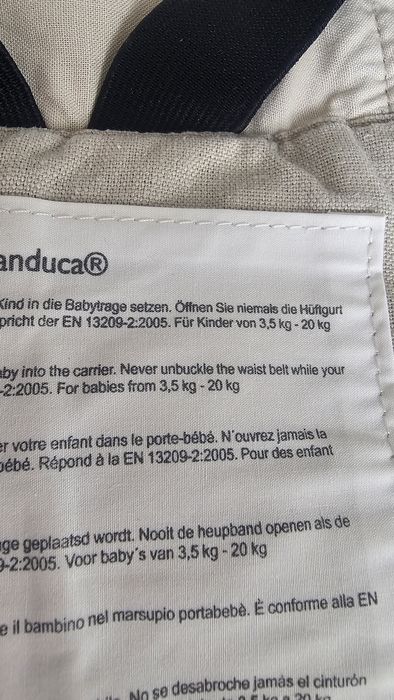 anduca®
Kind in die Babytrage setzen. Öffnen Sie niemals die Hüftgurt
pricht der EN 13209-2:2005. Für Kinder von 3,5 kg - 20 kg
aby into the carrier. Never unbuckle the waist belt while your
-2:2005. For babies from 3,5 kg - 20 kg
er votre enfant dans le porte-bébé. N´ouvrez jamais la
bébé. Répond à la EN 13209-2:2005. Pour des enfant
ge geplaatsd wordt. Nooit de heupband openen als de
9-2:2005. Voor baby´s van 3,5 kg - 20 kg
e il bambino nel marsupio portabebè. È conforme alla EN
No se desabroche jamás el cinturón